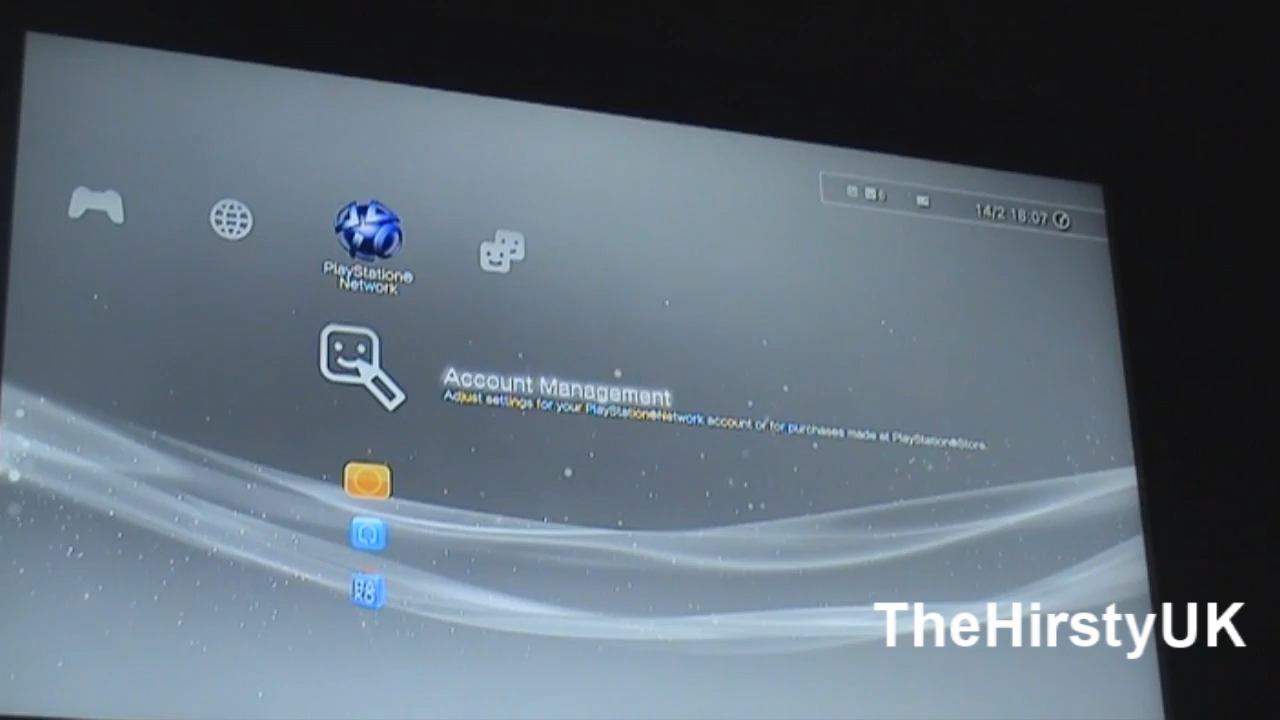 14/2 18:07
PlayStation®
Network
Account Management
Adjust settings for your PlayStation®Network account or for purchases made at PlayStation®Store.
TheHirstyUK